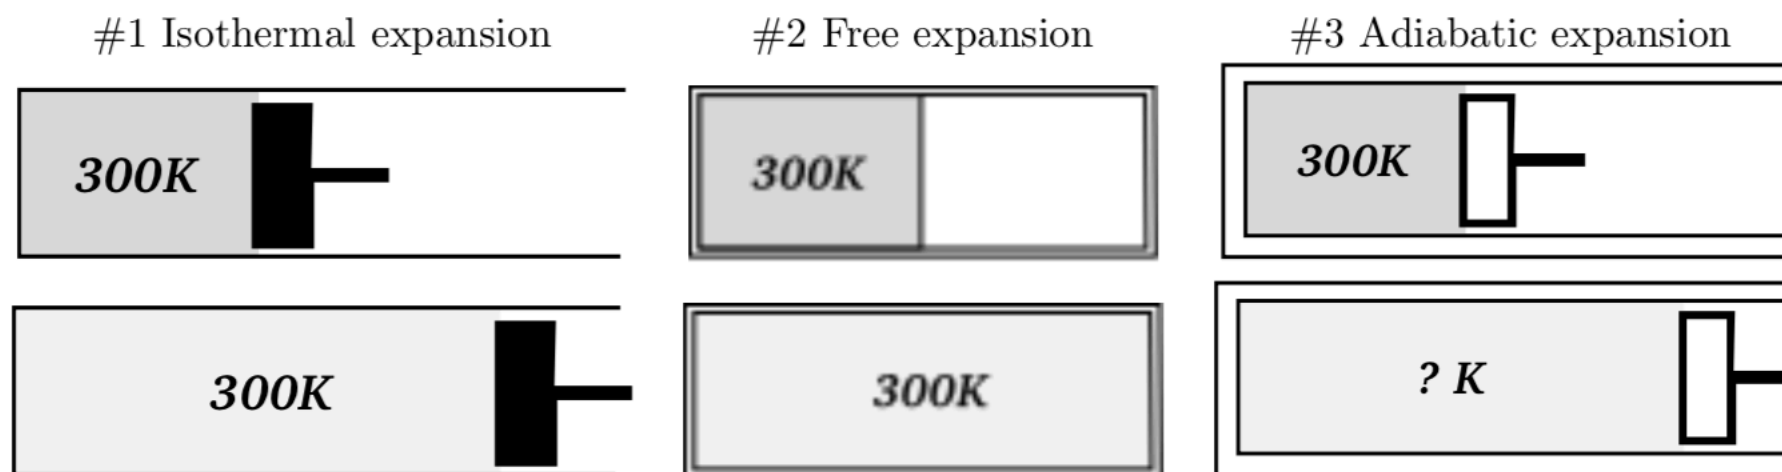 #1 Isothermal expansion
#2 Free expansion
#3 Adiabatic expansion
300K
300K
300K
300K
300K
? K